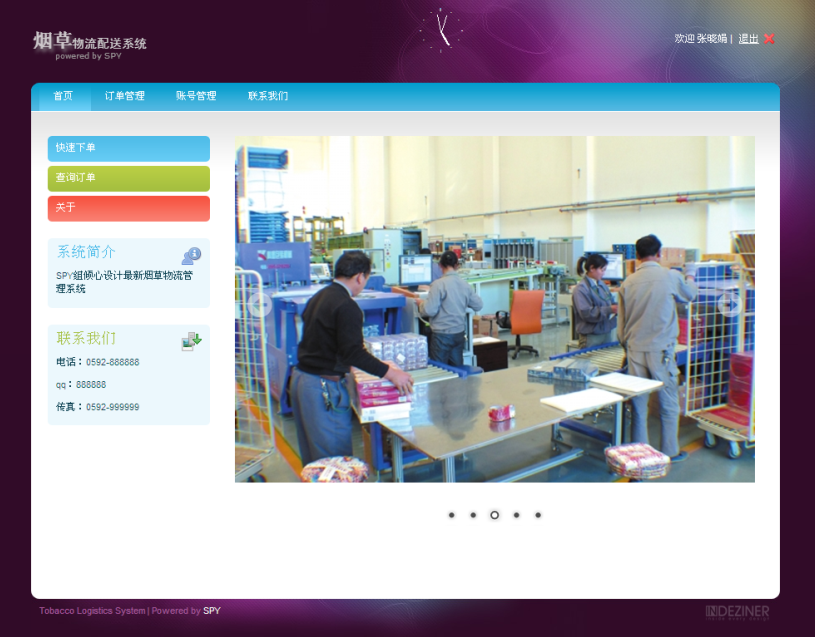 烟草物流配送系统
powered by SPY
欢迎 张晓娟 | 退出
首页 订单管理 账号管理 联系我们
快速下单
查询订单
关于
系统简介
SPY组倾心设计最新烟草物流管
理系统
联系我们
电话：0592-888888
qq：888888
传真：0592-999999
Tobacco Logistics System | Powered by SPY
INDEZINER